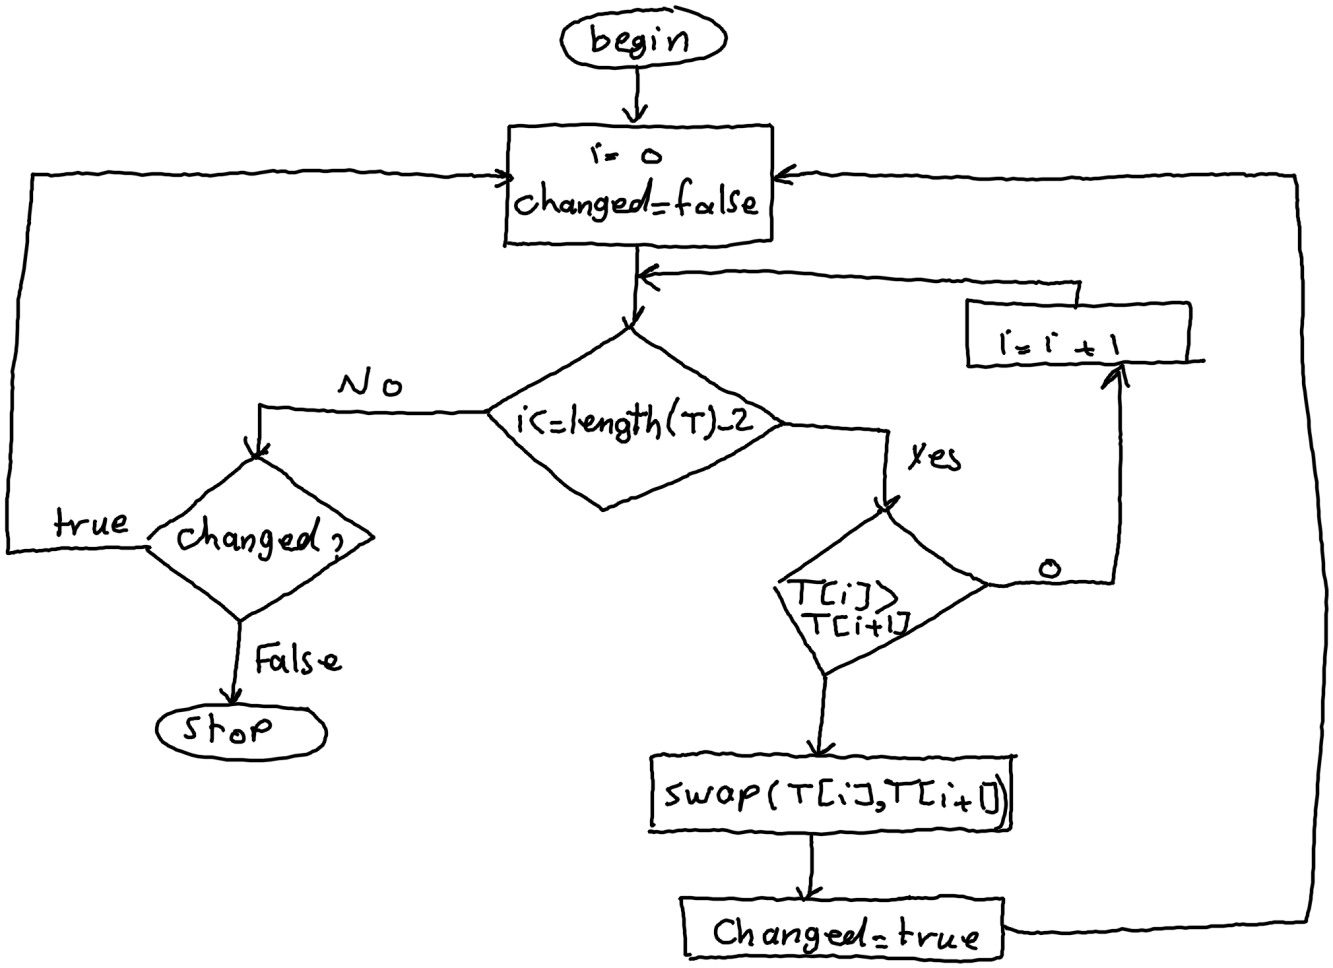 begin
i= 0
changed=false
i=i+1
No
i<=length(T)-2
Yes
true
changed?
0
T[i]>
T[i+1]
False
stop
swap(T[i],T[i+1])
Changed=true